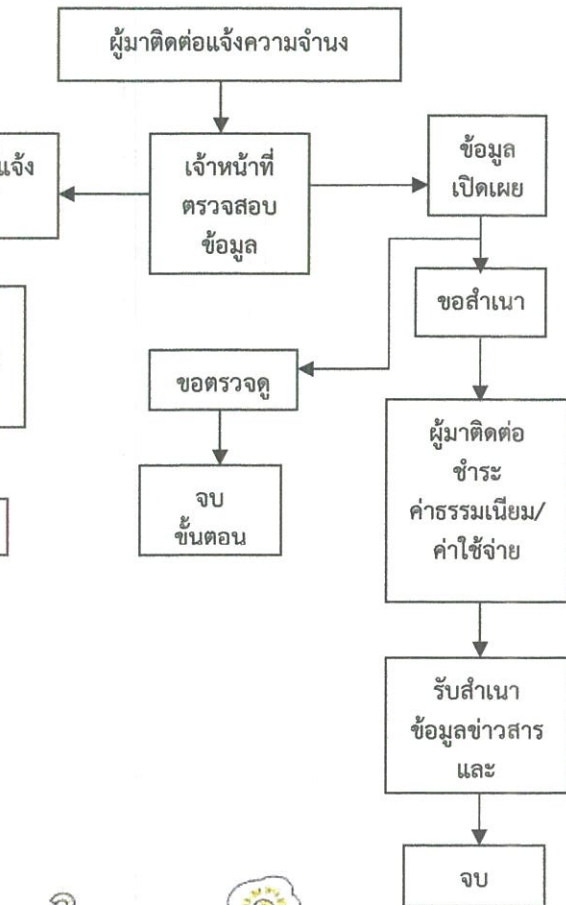 ผู้มาติดต่อแจ้งความจำนง
แจ้ง
เจ้าหน้าที่
ตรวจสอบ
ข้อมูล
ข้อมูล
เปิดเผย
ขอสำเนา
ขอตรวจดู
จบ
ขั้นตอน
ผู้มาติดต่อ
ชำระ
ค่าธรรมเนียม/
ค่าใช้จ่าย
รับสำเนา
ข้อมูลข่าวสาร
และ
จบ